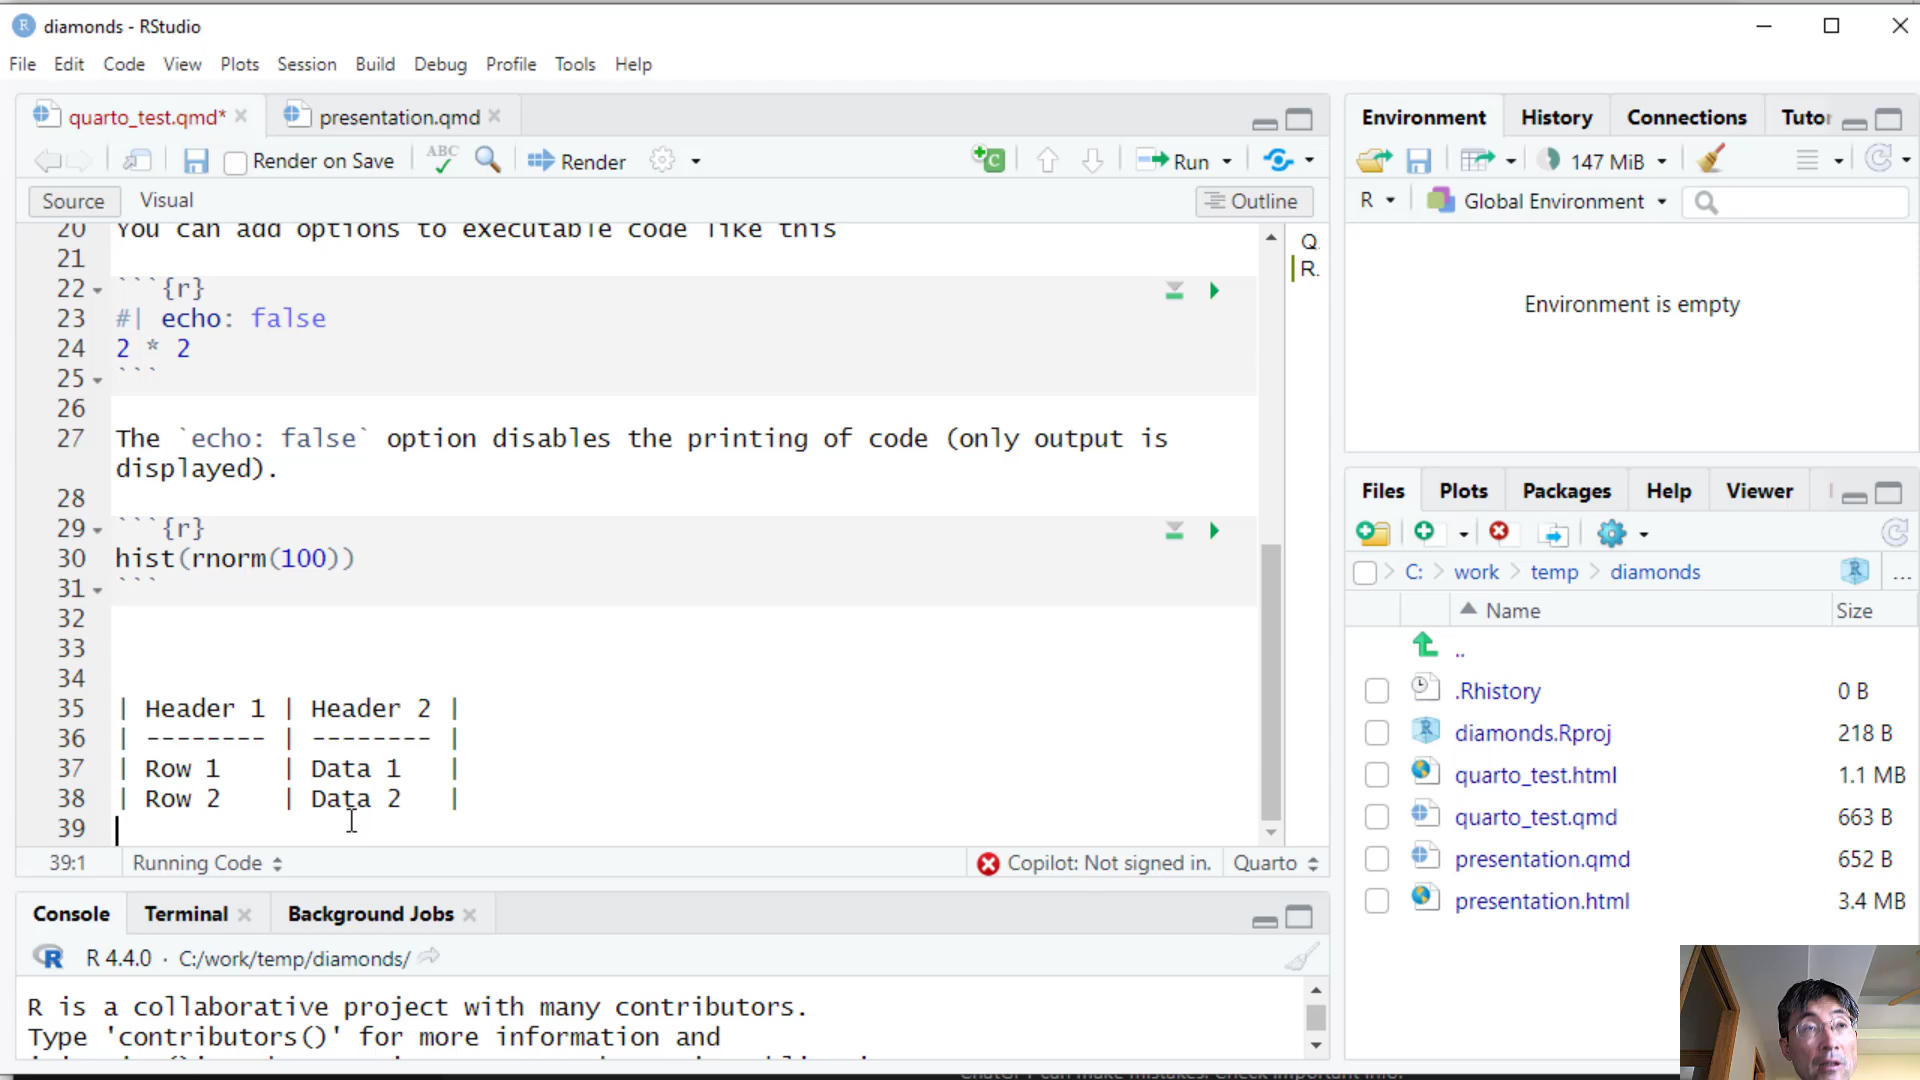 diamonds - RStudio
File Edit Code View Plots Session Build Debug Profile Tools Help
quarto_test.qmd* presentation.qmd
Render on Save ABC Render Run
Source Visual Outline
20 You can add options to executable code like this
21
22 ```{r}
23 #| echo: false
24 2 * 2
25 ```
26
27 The `echo: false` option disables the printing of code (only output is
displayed).
28
29 ```{r}
30 hist(rnorm(100))
31 ```
32
33
34
35 | Header 1 | Header 2 |
36 | -------- | -------- |
37 | Row 1    | Data 1   |
38 | Row 2    | Data 2   |
39
Q.
R.
39:1 Running Code Copilot: Not signed in. Quarto
Console Terminal Background Jobs
R 4.4.0 · C:/work/temp/diamonds/
R is a collaborative project with many contributors.
Type 'contributors()' for more information and
Environment History Connections Tutor
147 MiB
R Global Environment
Environment is empty
Files Plots Packages Help Viewer
C: work temp diamonds ...
Name Size
..
.Rhistory 0 B
diamonds.Rproj 218 B
quarto_test.html 1.1 MB
quarto_test.qmd 663 B
presentation.qmd 652 B
presentation.html 3.4 MB